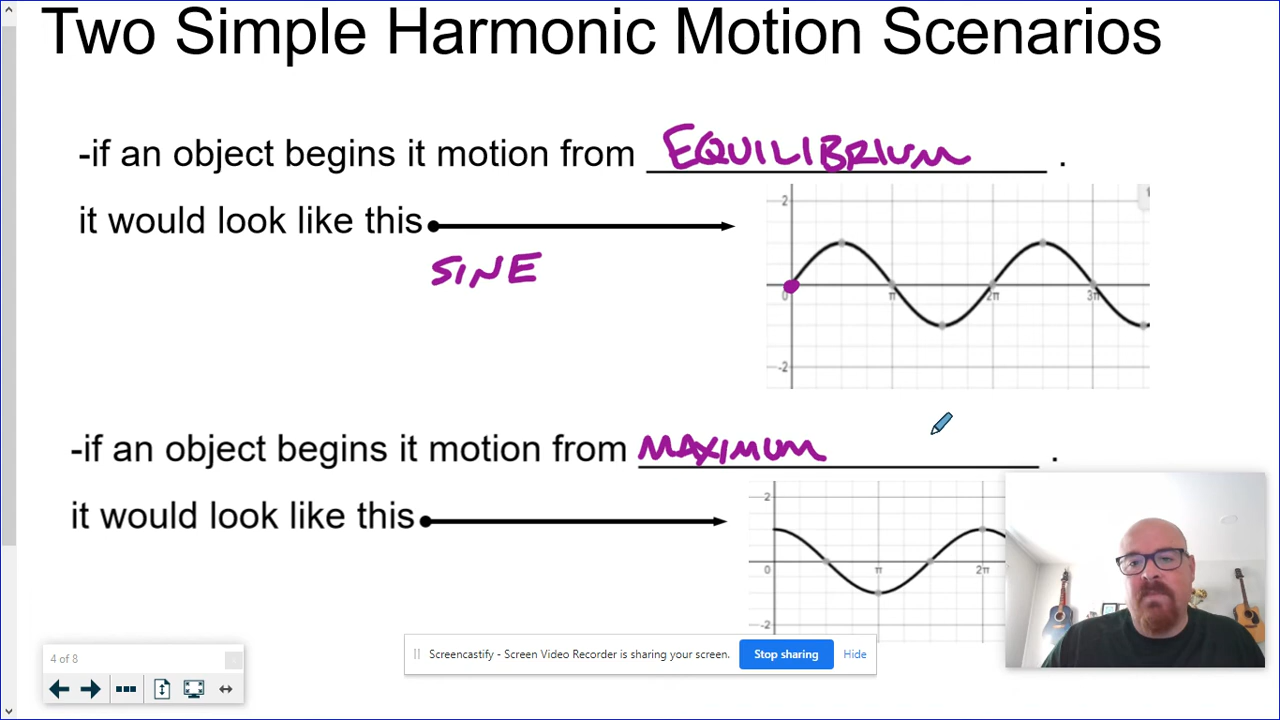 Two Simple Harmonic Motion Scenarios
-if an object begins it motion from EQUILIBRIUM .
it would look like this
SINE
2
0 π 2π 3π
-2
-if an object begins it motion from MAXIMUM .
it would look like this
2
0 π 2π
-2
4 of 8
Screencastify - Screen Video Recorder is sharing your screen. Stop sharing Hide